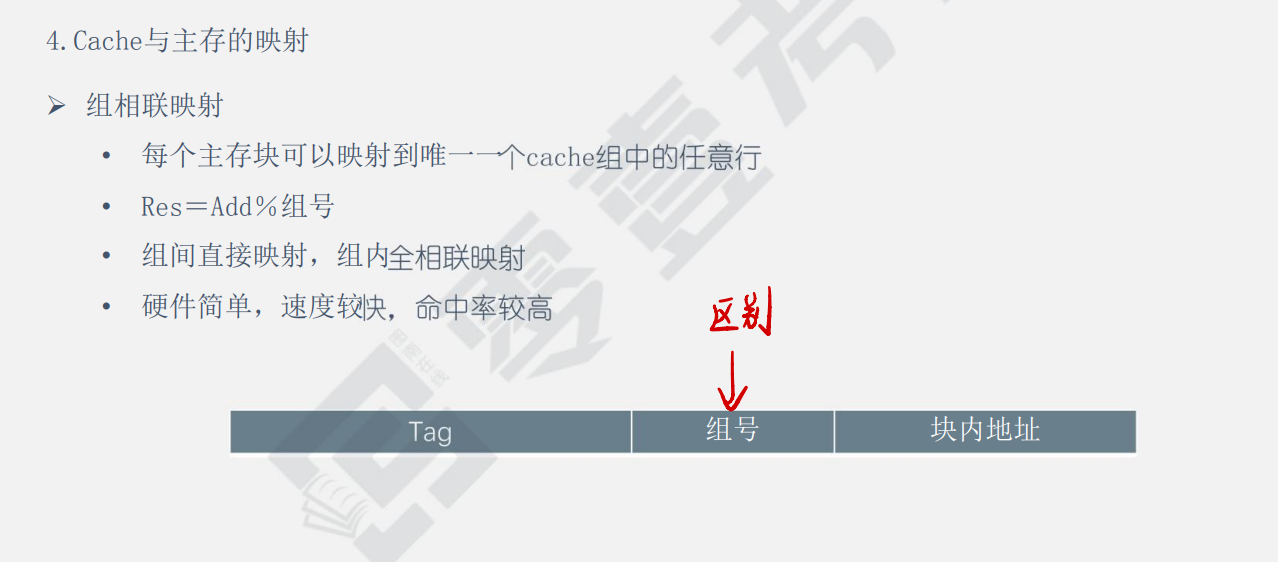 4.Cache与主存的映射
➢ 组相联映射
• 每个主存块可以映射到唯一一个cache组中的任意行
• Res＝Add％组号
• 组间直接映射，组内全相联映射
• 硬件简单，速度较快，命中率较高
区别
Tag 组号 块内地址
零壹考